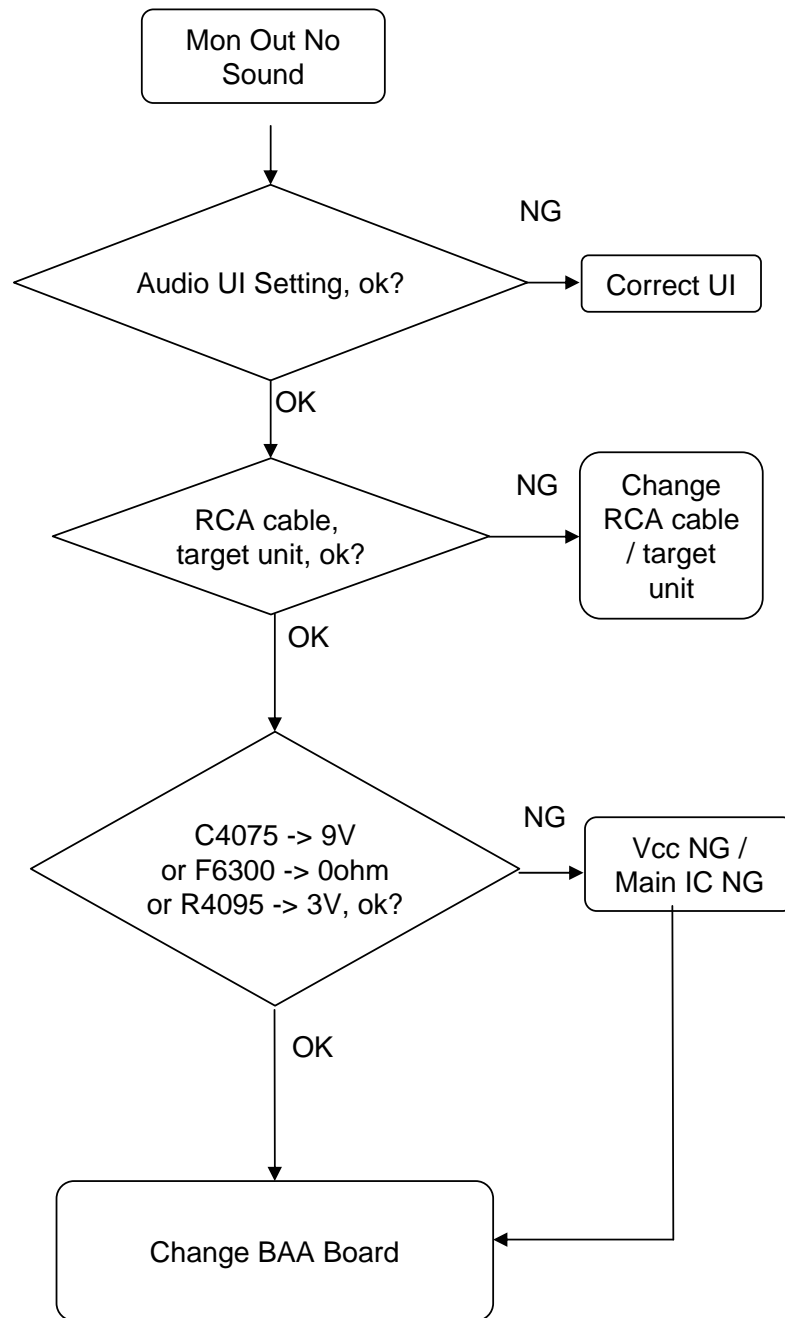 Mon Out No
Sound
NG
Audio UI Setting, ok?
Correct UI
OK
NG
RCA cable,
target unit, ok?
Change
RCA cable
/ target
unit
OK
NG
C4075 -> 9V
or F6300 -> 0ohm
or R4095 -> 3V, ok?
Vcc NG /
Main IC NG
OK
Change BAA Board